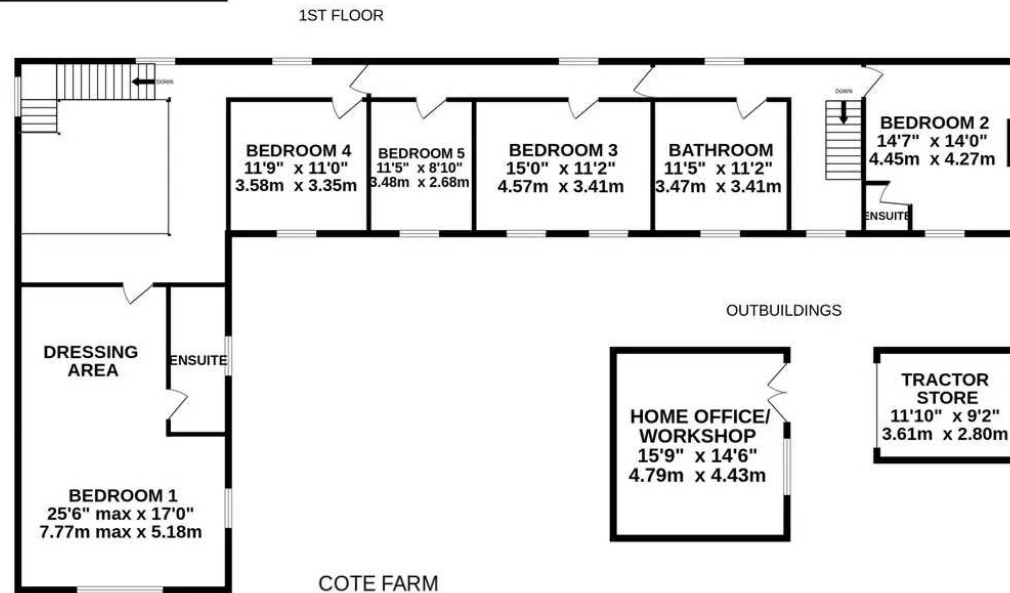 1ST FLOOR
DOWN
DOWN
BEDROOM 4
11'9" x 11'0"
3.58m x 3.35m
BEDROOM 5
11'5" x 8'10"
3.48m x 2.68m
BEDROOM 3
15'0" x 11'2"
4.57m x 3.41m
BATHROOM
11'5" x 11'2"
3.47m x 3.41m
BEDROOM 2
14'7" x 14'0"
4.45m x 4.27m
ENSUITE
OUTBUILDINGS
DRESSING
AREA
ENSUITE
HOME OFFICE/
WORKSHOP
15'9" x 14'6"
4.79m x 4.43m
TRACTOR
STORE
11'10" x 9'2"
3.61m x 2.80m
BEDROOM 1
25'6" max x 17'0"
7.77m max x 5.18m
COTE FARM